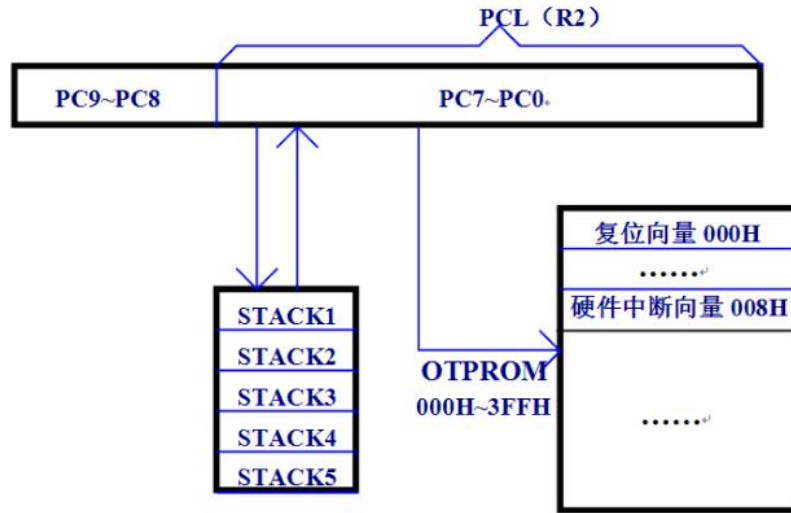 PCL（R2）
PC9~PC8
PC7~PC0
复位向量 000H
……
硬件中断向量 008H
……
STACK1
STACK2
STACK3
STACK4
STACK5
OTPROM
000H~3FFH